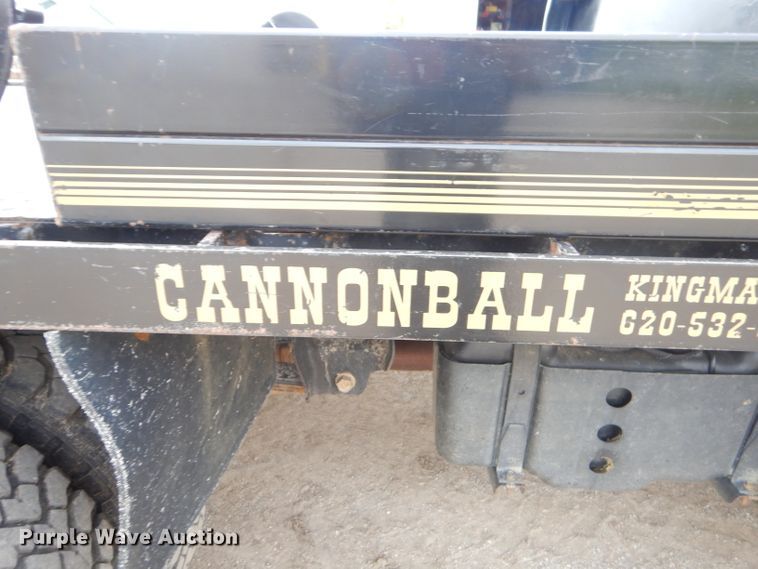 CANNONBALL
KINGMA
620-532-
Purple Wave Auction